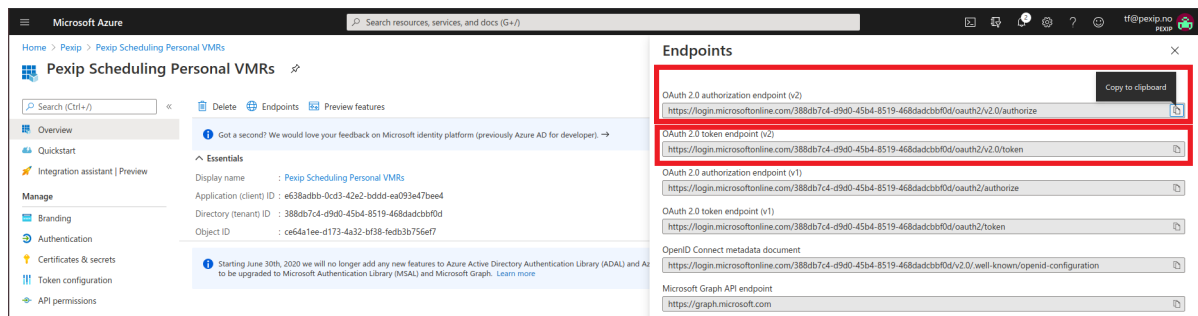 Microsoft Azure
Search resources, services, and docs (G+/)
tf@pexip.no
PEXIP
Home > Pexip > Pexip Scheduling Personal VMRs
Pexip Scheduling Personal VMRs
Search (Ctrl+/)
Overview
Quickstart
Integration assistant | Preview
Manage
Branding
Authentication
Certificates & secrets
Token configuration
API permissions
Delete
Endpoints
Preview features
Got a second? We would love your feedback on Microsoft identity platform (previously Azure AD for developer). →
Essentials
Display name : Pexip Scheduling Personal VMRs
Application (client) ID : e638adbb-0cd3-42e2-bddd-ea093e47bee4
Directory (tenant) ID : 388db7c4-d9d0-45b4-8519-468dadcbbf0d
Object ID : ce64a1ee-d173-4a32-bf38-fedb3b756ef7
Starting June 30th, 2020 we will no longer add any new features to Azure Active Directory Authentication Library (ADAL) and Az
to be upgraded to Microsoft Authentication Library (MSAL) and Microsoft Graph. Learn more
Endpoints
Copy to clipboard
OAuth 2.0 authorization endpoint (v2)
https://login.microsoftonline.com/388db7c4-d9d0-45b4-8519-468dadcbbf0d/oauth2/v2.0/authorize
OAuth 2.0 token endpoint (v2)
https://login.microsoftonline.com/388db7c4-d9d0-45b4-8519-468dadcbbf0d/oauth2/v2.0/token
OAuth 2.0 authorization endpoint (v1)
https://login.microsoftonline.com/388db7c4-d9d0-45b4-8519-468dadcbbf0d/oauth2/authorize
OAuth 2.0 token endpoint (v1)
https://login.microsoftonline.com/388db7c4-d9d0-45b4-8519-468dadcbbf0d/oauth2/token
OpenID Connect metadata document
https://login.microsoftonline.com/388db7c4-d9d0-45b4-8519-468dadcbbf0d/v2.0/.well-known/openid-configuration
Microsoft Graph API endpoint
https://graph.microsoft.com